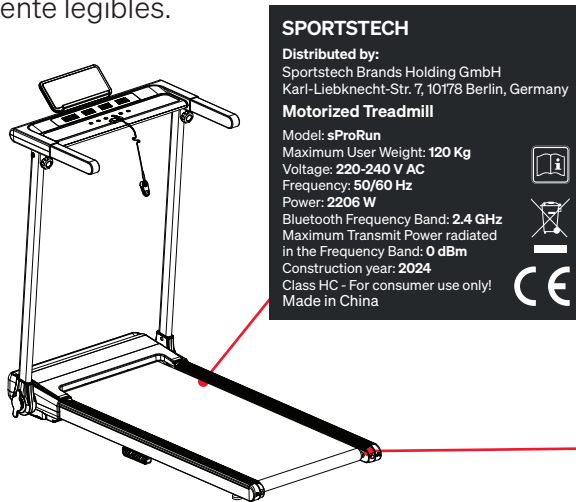 ente legibles.
SPORTSTECH
Distributed by:
Sportstech Brands Holding GmbH
Karl-Liebknecht-Str. 7, 10178 Berlin, Germany
Motorized Treadmill
Model: sProRun
Maximum User Weight: 120 Kg
Voltage: 220-240 V AC
Frequency: 50/60 Hz
Power: 2206 W
Bluetooth Frequency Band: 2.4 GHz
Maximum Transmit Power radiated
in the Frequency Band: 0 dBm
Construction year: 2024
Class HC - For consumer use only!
Made in China
CE